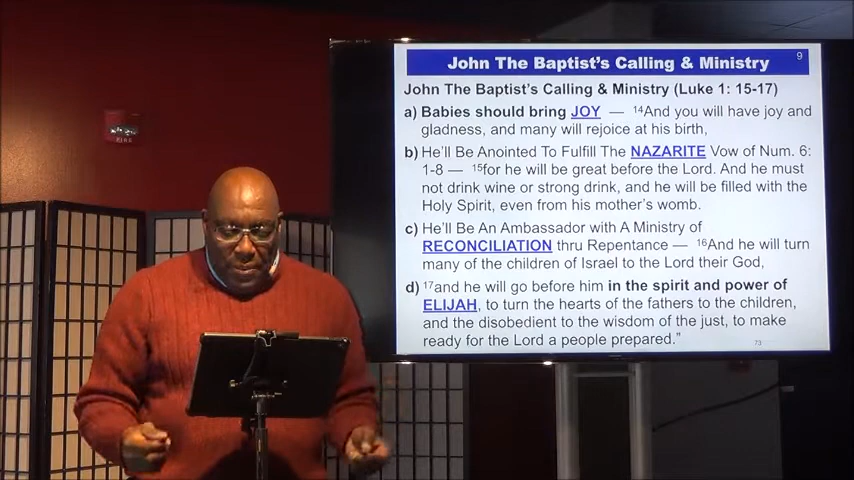 John The Baptist's Calling & Ministry 9
John The Baptist's Calling & Ministry (Luke 1: 15-17)
a) Babies should bring JOY — 14And you will have joy and
gladness, and many will rejoice at his birth,
b) He'll Be Anointed To Fulfill The NAZARITE Vow of Num. 6:
1-8 — 15for he will be great before the Lord. And he must
not drink wine or strong drink, and he will be filled with the
Holy Spirit, even from his mother's womb.
c) He'll Be An Ambassador with A Ministry of
RECONCILIATION thru Repentance — 16And he will turn
many of the children of Israel to the Lord their God,
d) 17and he will go before him in the spirit and power of
ELIJAH, to turn the hearts of the fathers to the children,
and the disobedient to the wisdom of the just, to make
ready for the Lord a people prepared."
73
FIRE